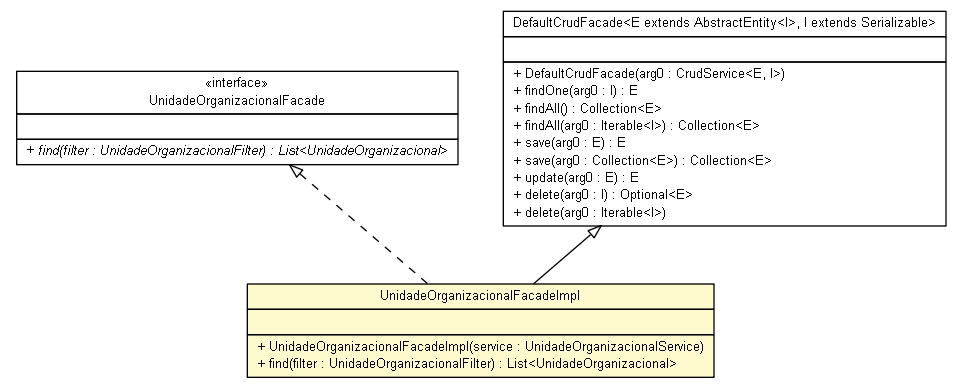 «interface»
UnidadeOrganizacionalFacade
+ find(filter : UnidadeOrganizacionalFilter) : List<UnidadeOrganizacional>
DefaultCrudFacade<E extends AbstractEntity<I>, I extends Serializable>
+ DefaultCrudFacade(arg0 : CrudService<E, I>)
+ findOne(arg0 : I) : E
+ findAll() : Collection<E>
+ findAll(arg0 : Iterable<I>) : Collection<E>
+ save(arg0 : E) : E
+ save(arg0 : Collection<E>) : Collection<E>
+ update(arg0 : E) : E
+ delete(arg0 : I) : Optional<E>
+ delete(arg0 : Iterable<I>)
UnidadeOrganizacionalFacadeImpl
+ UnidadeOrganizacionalFacadeImpl(service : UnidadeOrganizacionalService)
+ find(filter : UnidadeOrganizacionalFilter) : List<UnidadeOrganizacional>